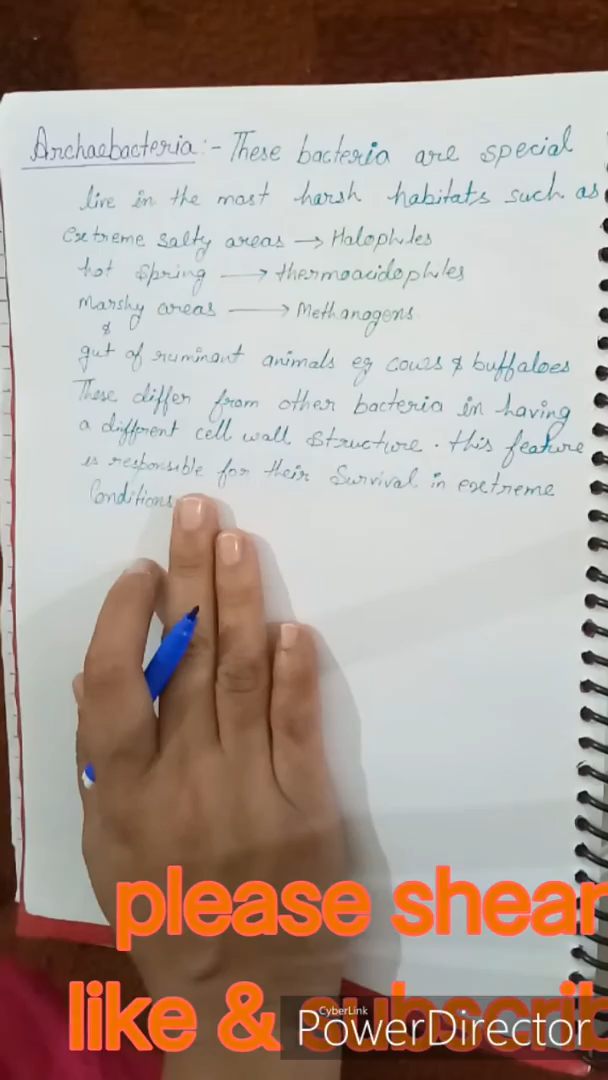 Archaebacteria :- These bacteria are special
live in the most harsh habitats such as
extreme salty areas → Halophiles
hot spring → thermoacidophiles
Marshy areas → Methanogens
&
gut of ruminant animals eg cows & buffaloes
These differ from other bacteria in having
a different cell wall structure. this feature
is responsible for their Survival in extreme
Conditions
please shear
like & subscrib
CyberLink
PowerDirector